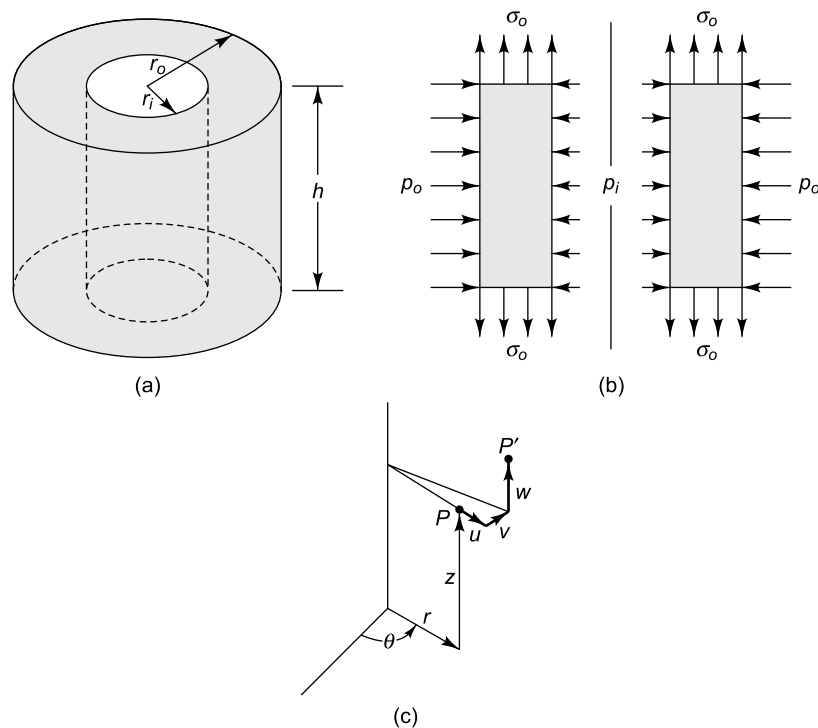 r_o
r_i
h
(a)
σ_o σ_o
p_o p_i p_o
σ_o σ_o
(b)
P′
w
P
u v
z
r
θ
(c)